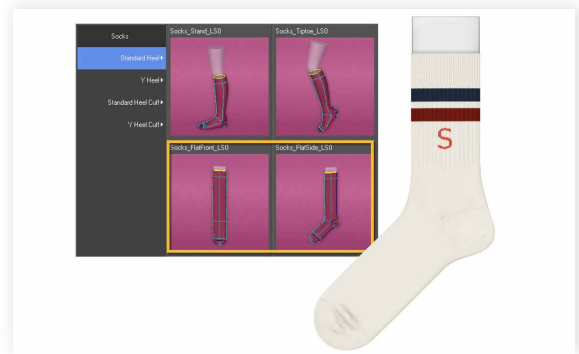 Socks
Standard Heel
Y Heel
Standard Heel Cuff
Y Heel Cuff
Socks_Stand_LS0
Socks_Tiptoe_LS0
Socks_FlatFront_LS0
Socks_FlatSide_LS0
S